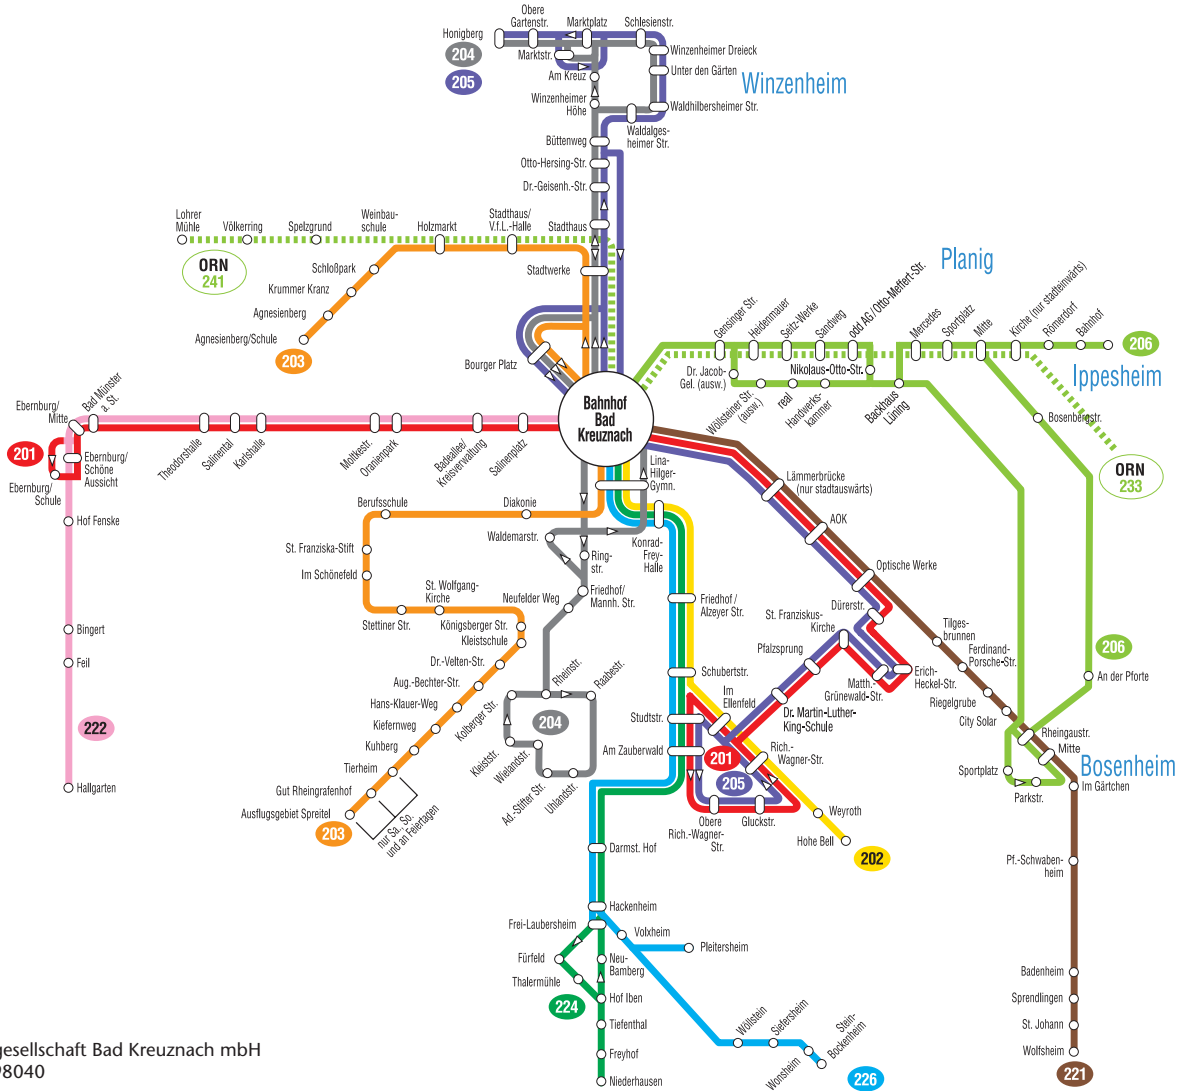 Obere
Gartenstr.
Marktplatz
Schlesienstr.
Honigberg
204
205
Marktstr.
Am Kreuz
Winzenheimer
Höhe
Winzenheimer Dreieck
Unter den Gärten
Waldhilbersheimer Str.
Winzenheim
Waldalges-
heimer Str.
Büttenweg
Otto-Hersing-Str.
Dr.-Geisenh.-Str.
Stadthaus
Stadtwerke
Lohrer
Mühle
Völkerring
Spelzgrund
Weinbau-
schule
Holzmarkt
Stadthaus/
V.f.L.-Halle
ORN
241
Schloßpark
Krummer Kranz
Agnesienberg
Agnesienberg/Schule
203
Bourger Platz
Bahnhof
Bad
Kreuznach
Planig
Gensinger Str.
Heidenmauer
Seitz-Werke
Sandweg
odd AG/Otto-Meffert-Str.
Mercedes
Sportplatz
Mitte
Kirche (nur stadteinwärts)
Römerdorf
Bahnhof
206
Dr. Jacob-
Gel. (ausw.)
Wöllsteiner Str.
(ausw.)
real
Handwerks-
kammer
Nikolaus-Otto-Str.
Backhaus
Lüning
Ippesheim
Bosenbergstr.
ORN
233
206
An der Pforte
Ebernburg/
Mitte
Bad Münster
a. St.
201
Ebernburg/
Schöne
Aussicht
Ebernburg/
Schule
Theodorshalle
Salinental
Karlshalle
Moltkestr.
Oranienpark
Badeallee/
Kreisverwaltung
Salinenplatz
Hof Fenske
Bingert
Feil
222
Hallgarten
Lina-
Hilger-
Gymn.
Berufsschule
Diakonie
Waldemarstr.
Ring-
str.
Konrad-
Frey-
Halle
St. Franziska-Stift
Im Schönefeld
Stettiner Str.
St. Wolfgang-
Kirche
Königsberger Str.
Kleistschule
Neufelder Weg
Friedhof/
Mannh. Str.
Dr.-Velten-Str.
Aug.-Bechter-Str.
Hans-Klauer-Weg
Kiefernweg
Kuhberg
Tierheim
Gut Rheingrafenhof
Ausflugsgebiet Spreitel
203
nur Sa., So.
und an Feiertagen
Rheinstr.
Raabestr.
Kolberger Str.
204
Kleiststr.
Wielandstr.
Ad.-Stifter Str.
Uhlandstr.
Friedhof /
Alzeyer Str.
Schubertstr.
Studtstr.
Am Zauberwald
Im
Ellenfeld
201
205
Rich.-
Wagner-Str.
Obere
Rich.-Wagner-
Str.
Gluckstr.
Weyroth
Hohe Bell
202
Lämmerbrücke
(nur stadtauswärts)
AOK
Optische Werke
Dürerstr.
St. Franziskus-
Kirche
Pfalzsprung
Dr. Martin-Luther-
King-Schule
Matth.-
Grünewald-Str.
Erich-
Heckel-Str.
Tilges-
brunnen
Ferdinand-
Porsche-Str.
Riegelgrube
City Solar
Rheingaustr.
Mitte
Sportplatz
Parkstr.
Bosenheim
Im Gärtchen
Pf.-Schwaben-
heim
Badenheim
Sprendlingen
St. Johann
Wolfsheim
221
Darmst. Hof
Hackenheim
Frei-Laubersheim
Volxheim
Pleitersheim
Fürfeld
Neu-
Bamberg
Thalermühle
224
Hof Iben
Tiefenthal
Freyhof
Niederhausen
Wöllstein
Siefersheim
Wonsheim
Stein-
Bockenheim
226
gesellschaft Bad Kreuznach mbH
98040